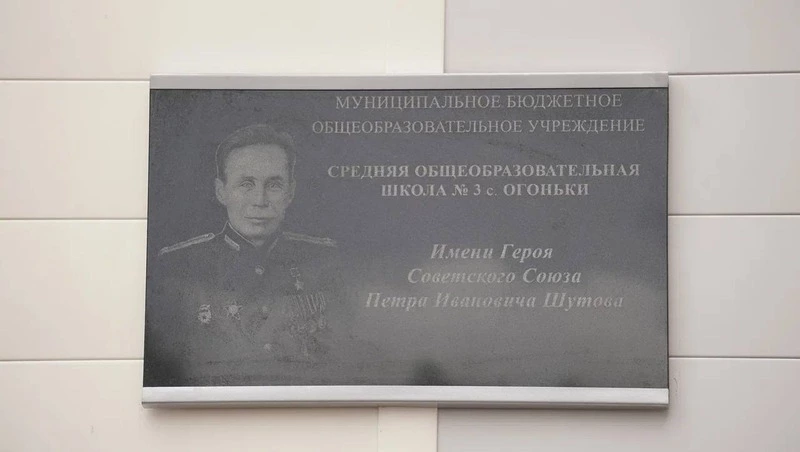 МУНИЦИПАЛЬНОЕ БЮДЖЕТНОЕ
ОБЩЕОБРАЗОВАТЕЛЬНОЕ УЧРЕЖДЕНИЕ
СРЕДНЯЯ ОБЩЕОБРАЗОВАТЕЛЬНАЯ
ШКОЛА № 3 с. ОГОНЬКИ
Имени Героя
Советского Союза
Петра Ивановича Шутова